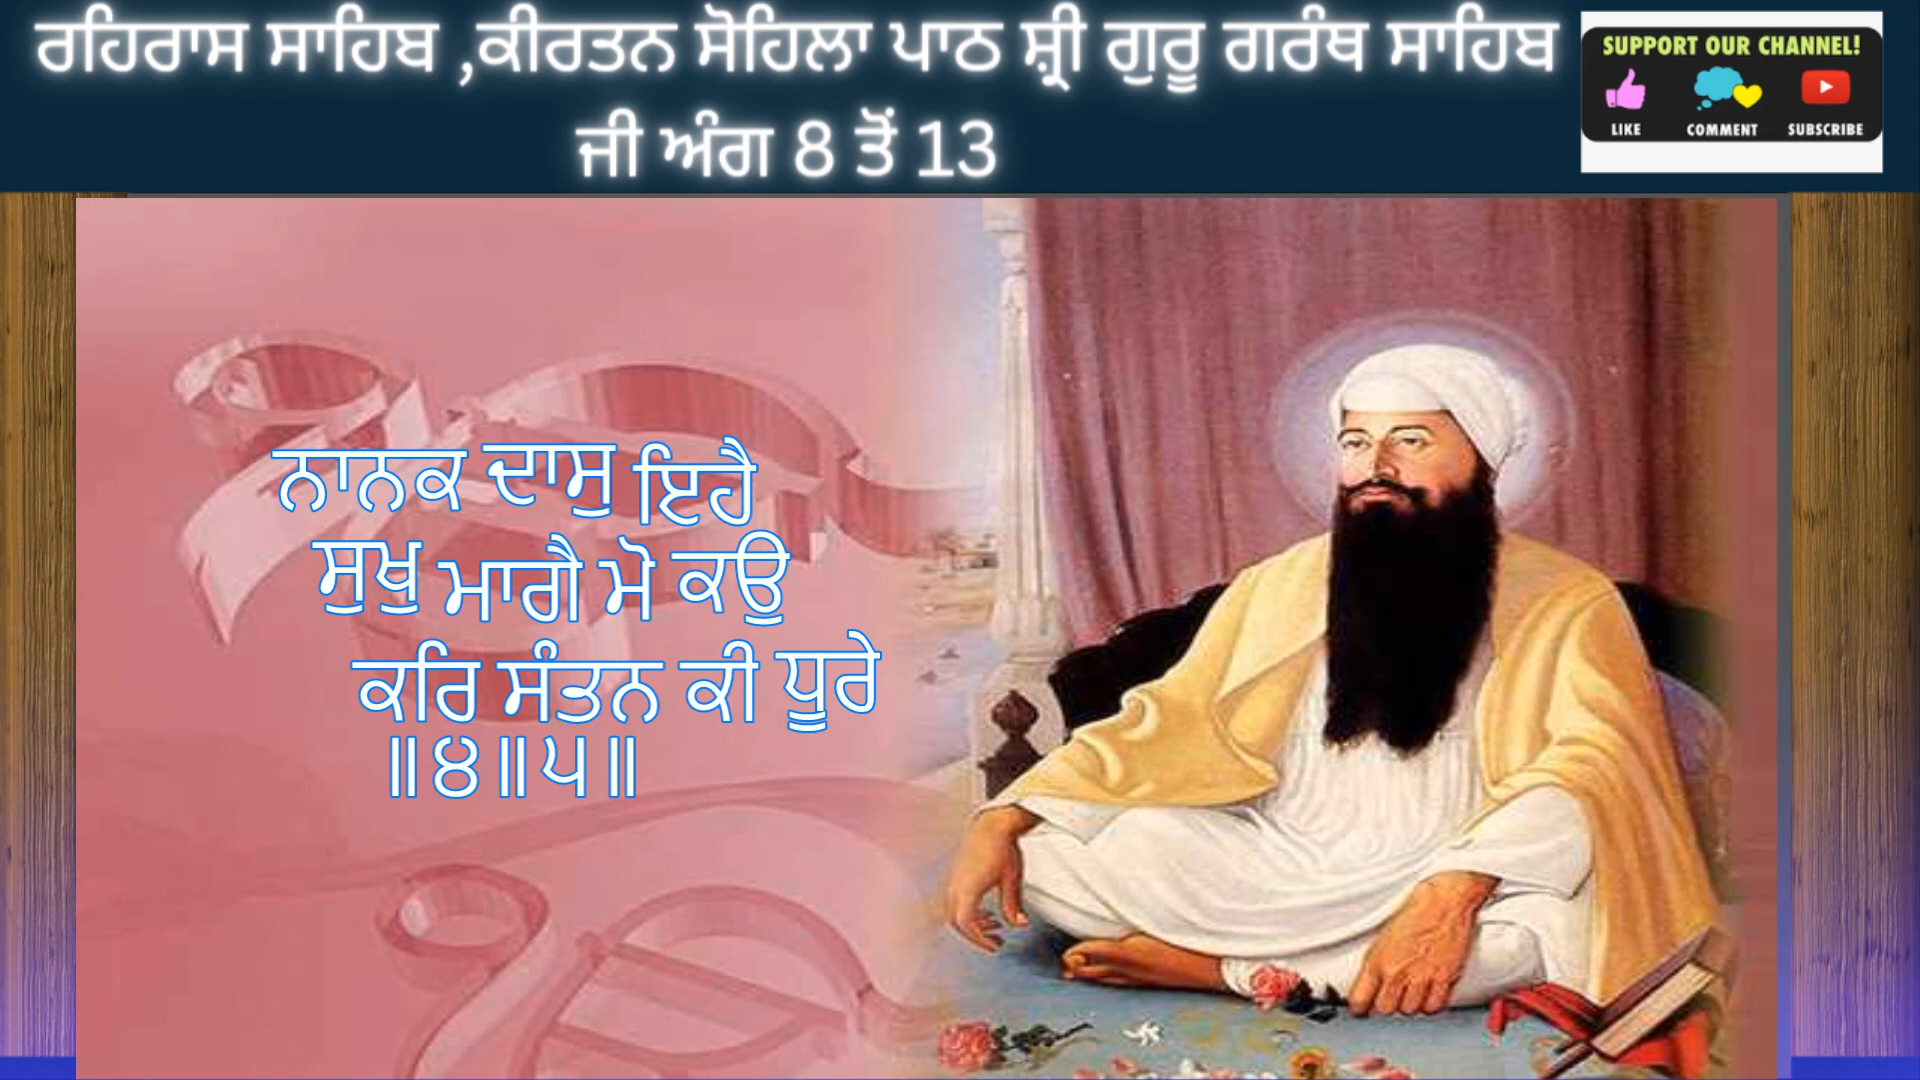 ਰਹਿਰਾਸ ਸਾਹਿਬ ,ਕੀਰਤਨ ਸੋਹਿਲਾ ਪਾਠ ਸ਼੍ਰੀ ਗੁਰੂ ਗਰੰਥ ਸਾਹਿਬ
ਜੀ ਅੰਗ 8 ਤੋਂ 13
SUPPORT OUR CHANNEL!
LIKE COMMENT SUBSCRIBE
ਨਾਨਕ ਦਾਸੁ ਇਹੈ
ਸੁਖੁ ਮਾਗੈ ਮੋ ਕਉ
ਕਰਿ ਸੰਤਨ ਕੀ ਧੂਰੇ
॥੪॥੫॥